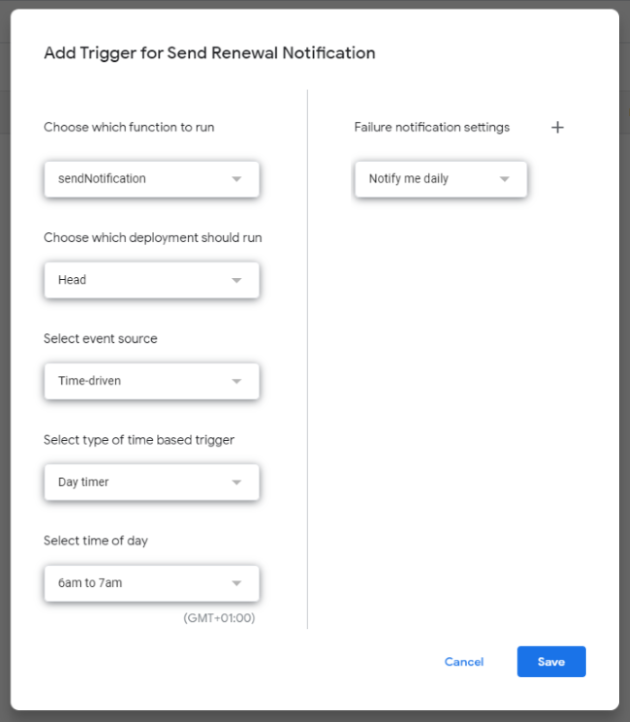 Add Trigger for Send Renewal Notification
Choose which function to run
sendNotification
Choose which deployment should run
Head
Select event source
Time-driven
Select type of time based trigger
Day timer
Select time of day
6am to 7am
(GMT+01:00)
Failure notification settings
Notify me daily
Cancel
Save